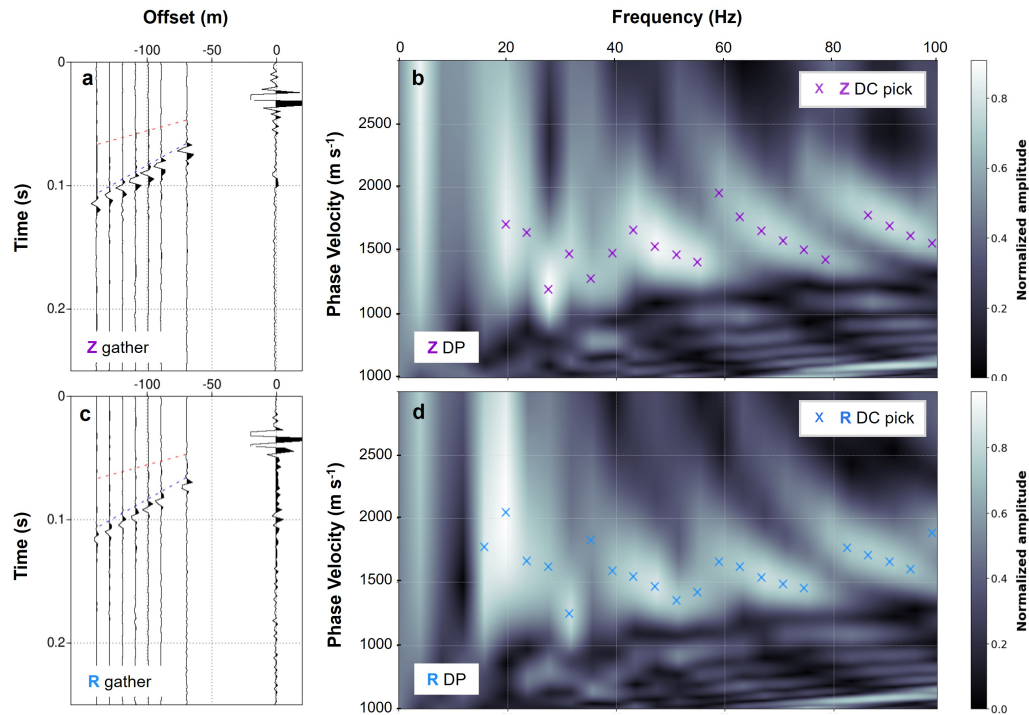 Offset (m)
-100 -50 0
0
0.1
0.2
Time (s)
a
Z gather
Frequency (Hz)
0 20 40 60 80 100
2500
2000
1500
1000
1000
Phase Velocity (m s-1)
b
× Z DC pick
Z DP
0.8
0.6
0.4
0.2
0.0
Normalized amplitude
-100 -50 0
0
0.1
0.2
Time (s)
c
R gather
2500
2000
1500
1000
1000
Phase Velocity (m s-1)
d
× R DC pick
R DP
0.8
0.6
0.4
0.2
0.0
Normalized amplitude